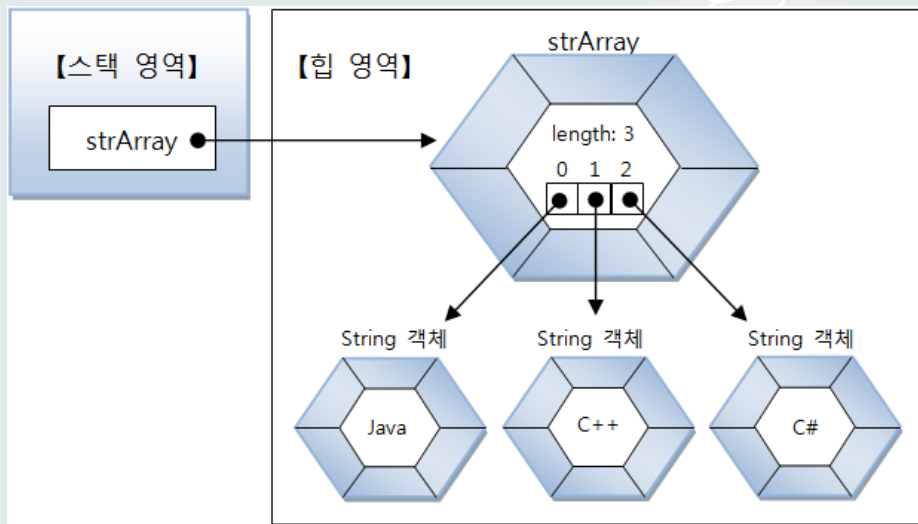 【스택 영역】
strArray
【힙 영역】
strArray
length: 3
0 1 2
String 객체
String 객체
String 객체
Java
C++
C#